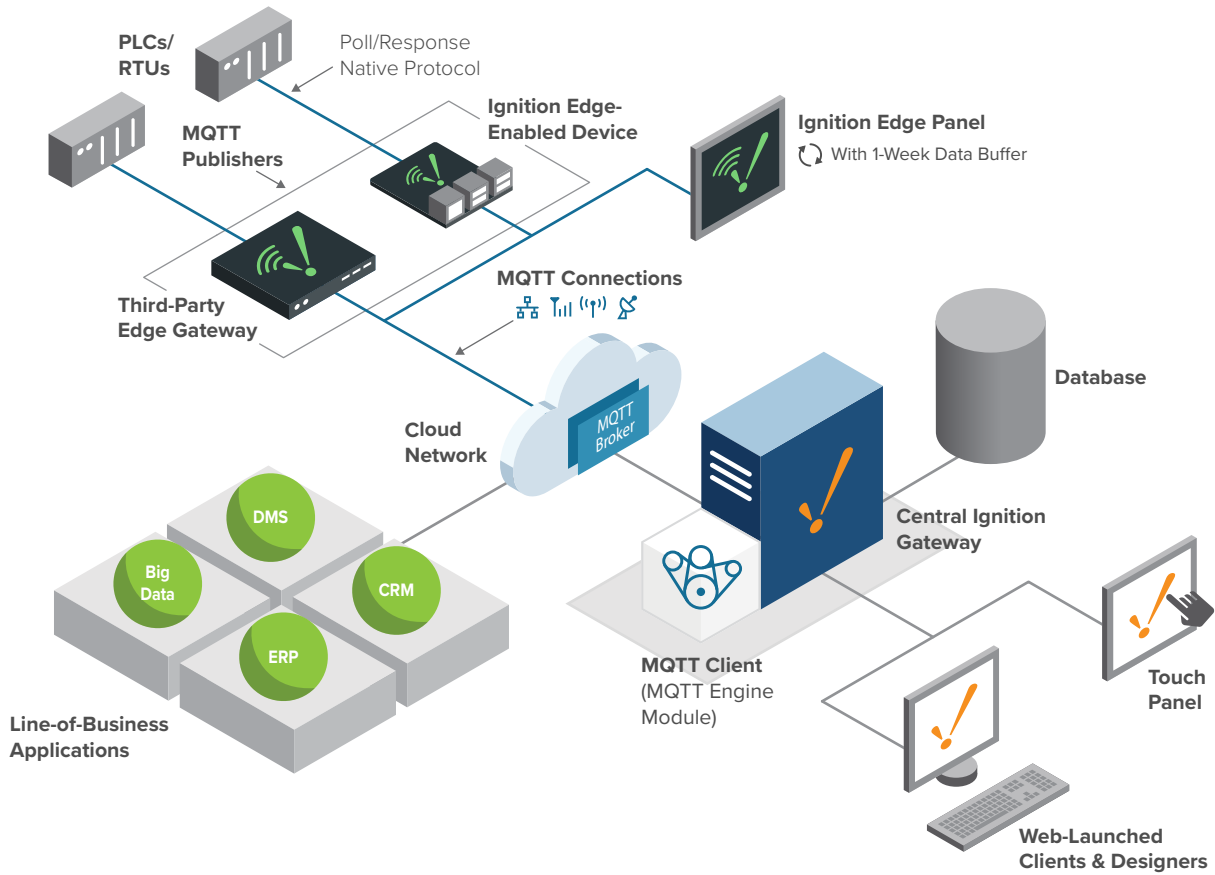 PLCs/
RTUs
Poll/Response
Native Protocol
MQTT
Publishers
Ignition Edge-
Enabled Device
Ignition Edge Panel
With 1-Week Data Buffer
Third-Party
Edge Gateway
MQTT Connections
MQTT
Broker
Cloud
Network
Database
DMS
Big
Data
CRM
ERP
Central Ignition
Gateway
MQTT Client
(MQTT Engine
Module)
Touch
Panel
Line-of-Business
Applications
Web-Launched
Clients & Designers